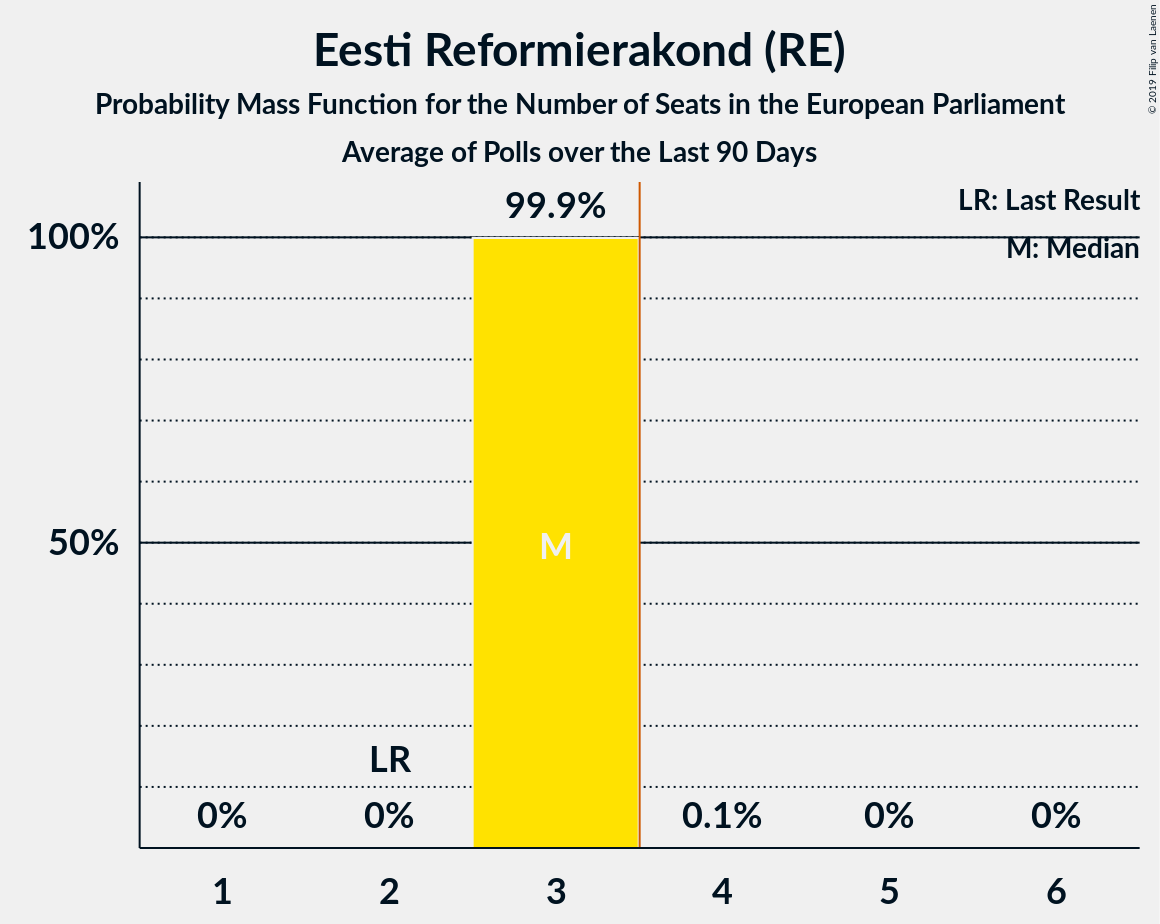 Eesti Reformierakond (RE)
Probability Mass Function for the Number of Seats in the European Parliament
Average of Polls over the Last 90 Days
© 2019 Filip van Laenen
LR: Last Result
M: Median
99.9%
100%
50%
M
LR
0%
0%
0.1%
0%
0%
1
2
3
4
5
6